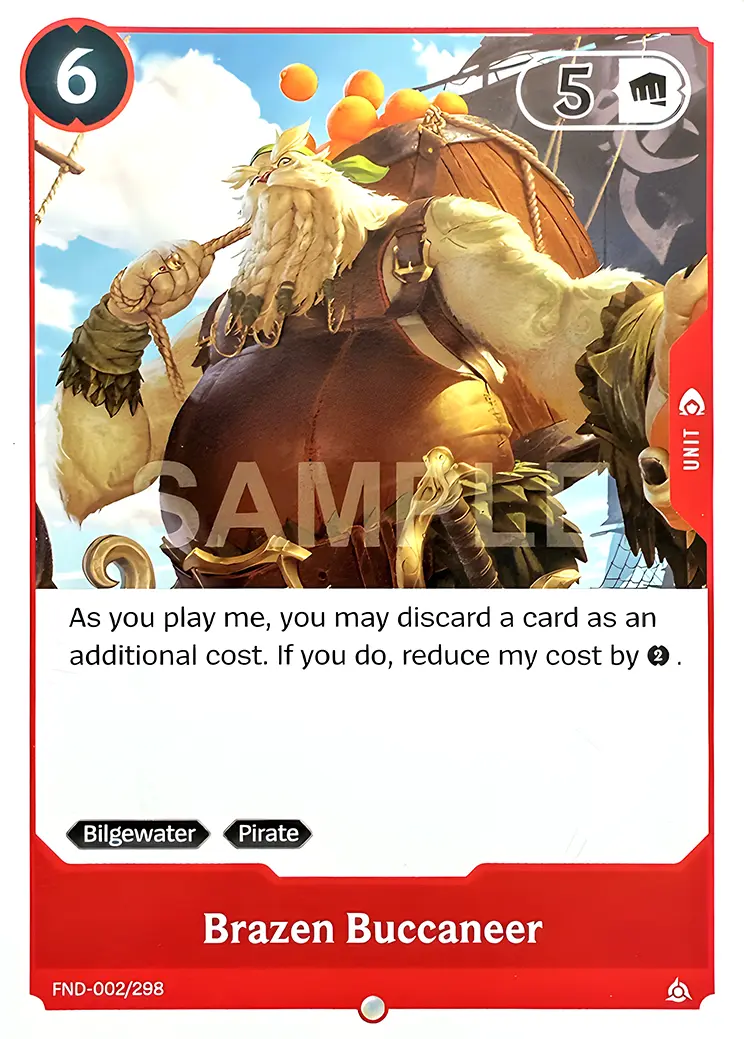 6
5
UNIT
SAMPLE
As you play me, you may discard a card as an
additional cost. If you do, reduce my cost by 2 .
Bilgewater
Pirate
Brazen Buccaneer
FND-002/298